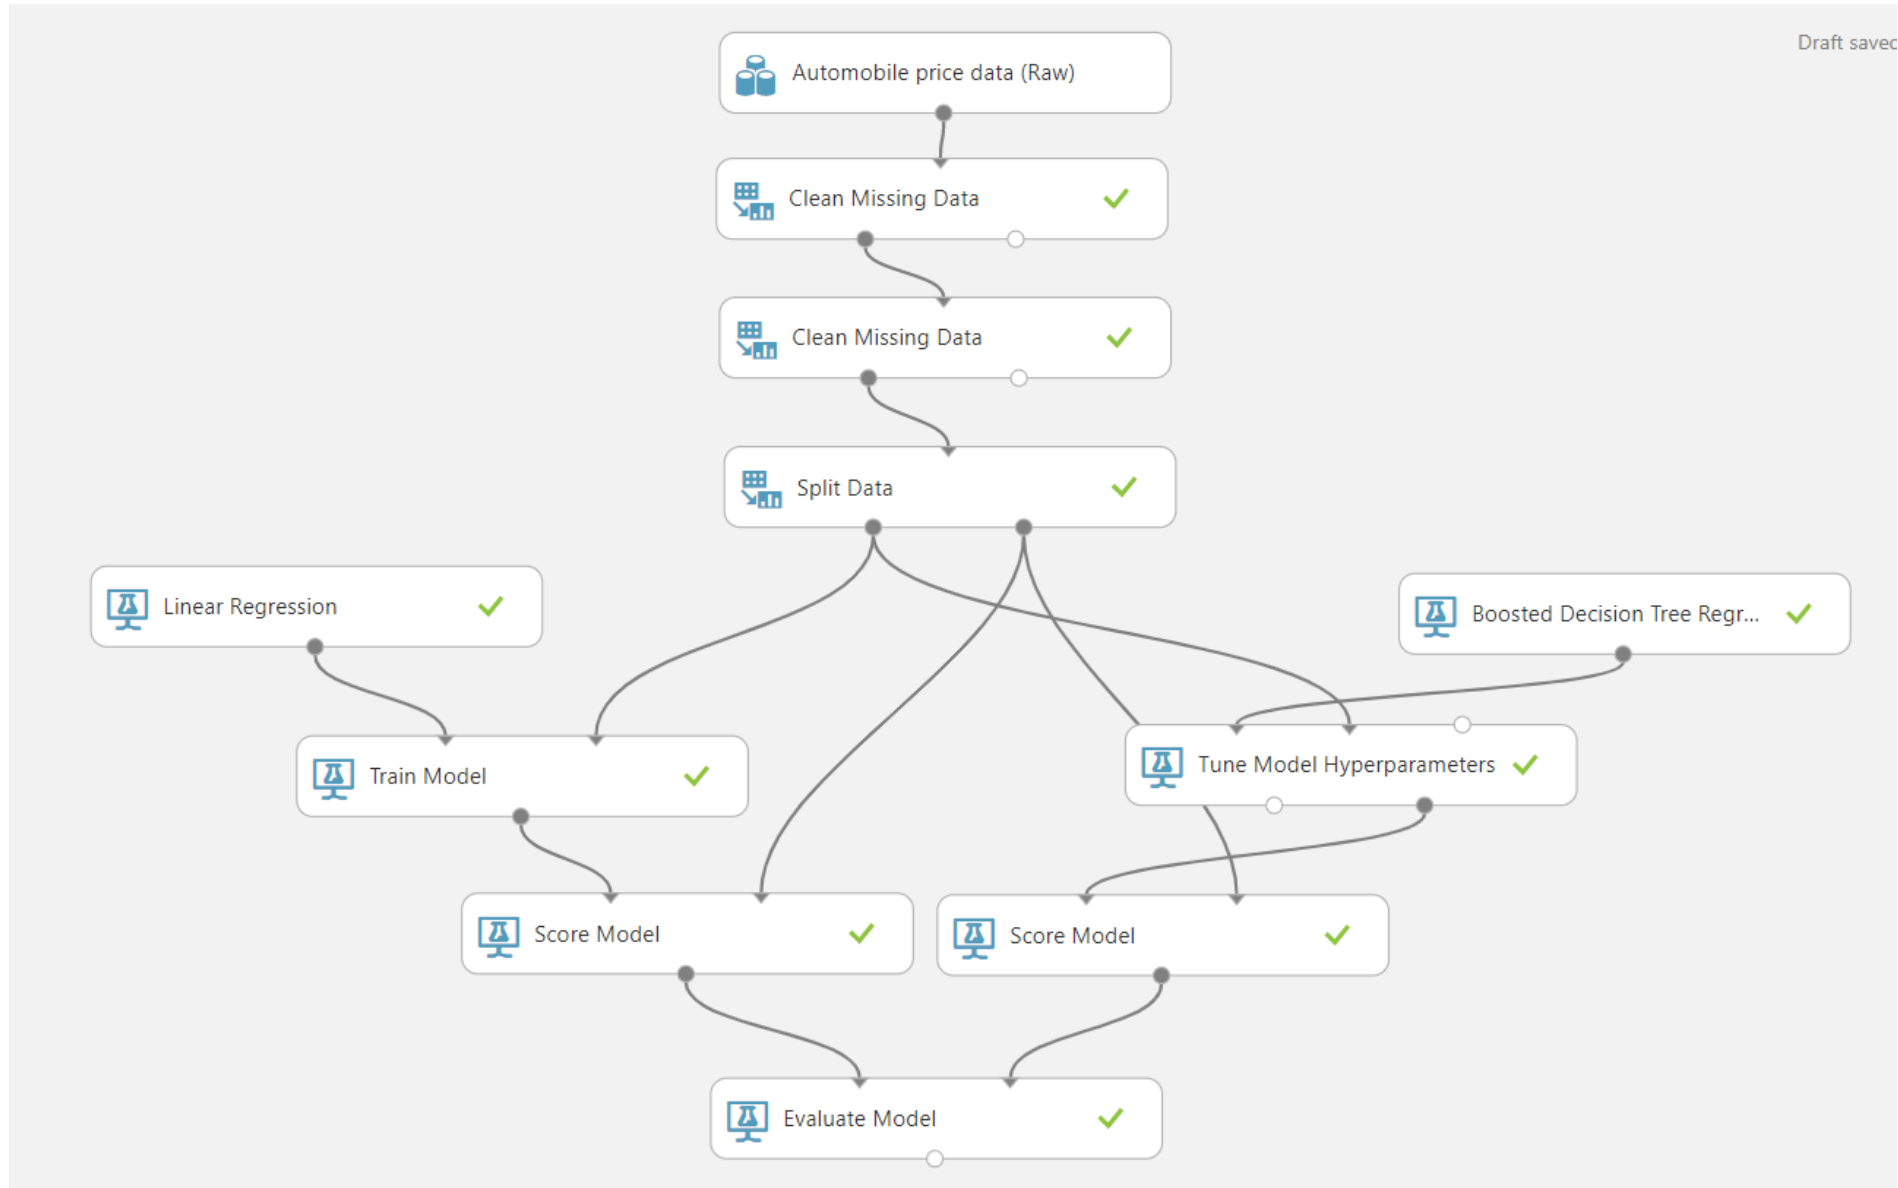 Draft saved
Automobile price data (Raw)
Clean Missing Data
Clean Missing Data
Split Data
Linear Regression
Boosted Decision Tree Regr...
Train Model
Tune Model Hyperparameters
Score Model
Score Model
Evaluate Model